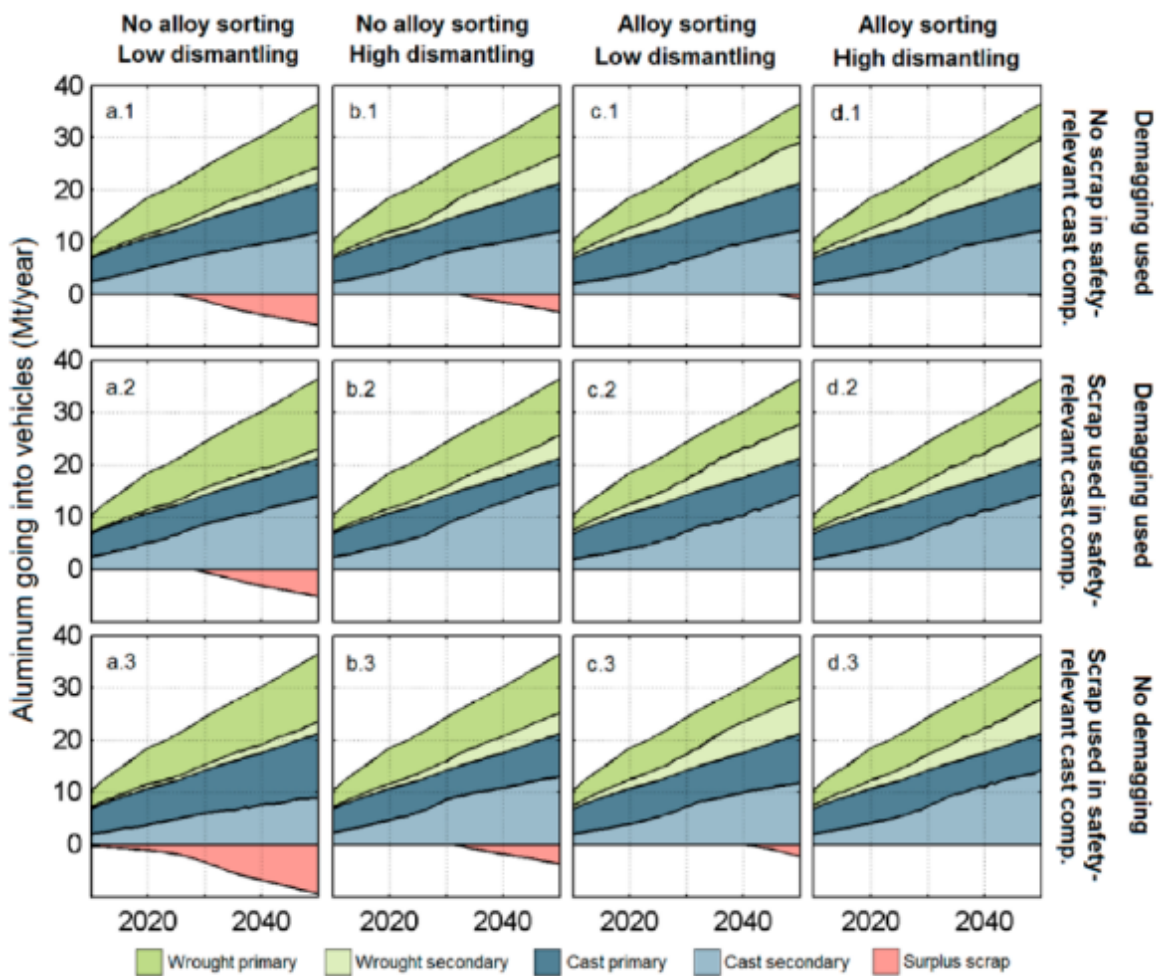 No alloy sorting
Low dismantling
No alloy sorting
High dismantling
Alloy sorting
Low dismantling
Alloy sorting
High dismantling
Aluminum going into vehicles (Mt/year)
40
30
20
10
0
a.1
b.1
c.1
d.1
Demagging used
No scrap in safety-
relevant cast comp.
40
30
20
10
0
a.2
b.2
c.2
d.2
Demagging used
Scrap used in safety-
relevant cast comp.
40
30
20
10
0
a.3
b.3
c.3
d.3
No demagging
Scrap used in safety-
relevant cast comp.
2020 2040 2020 2040 2020 2040 2020 2040
Wrought primary Wrought secondary Cast primary Cast secondary Surplus scrap